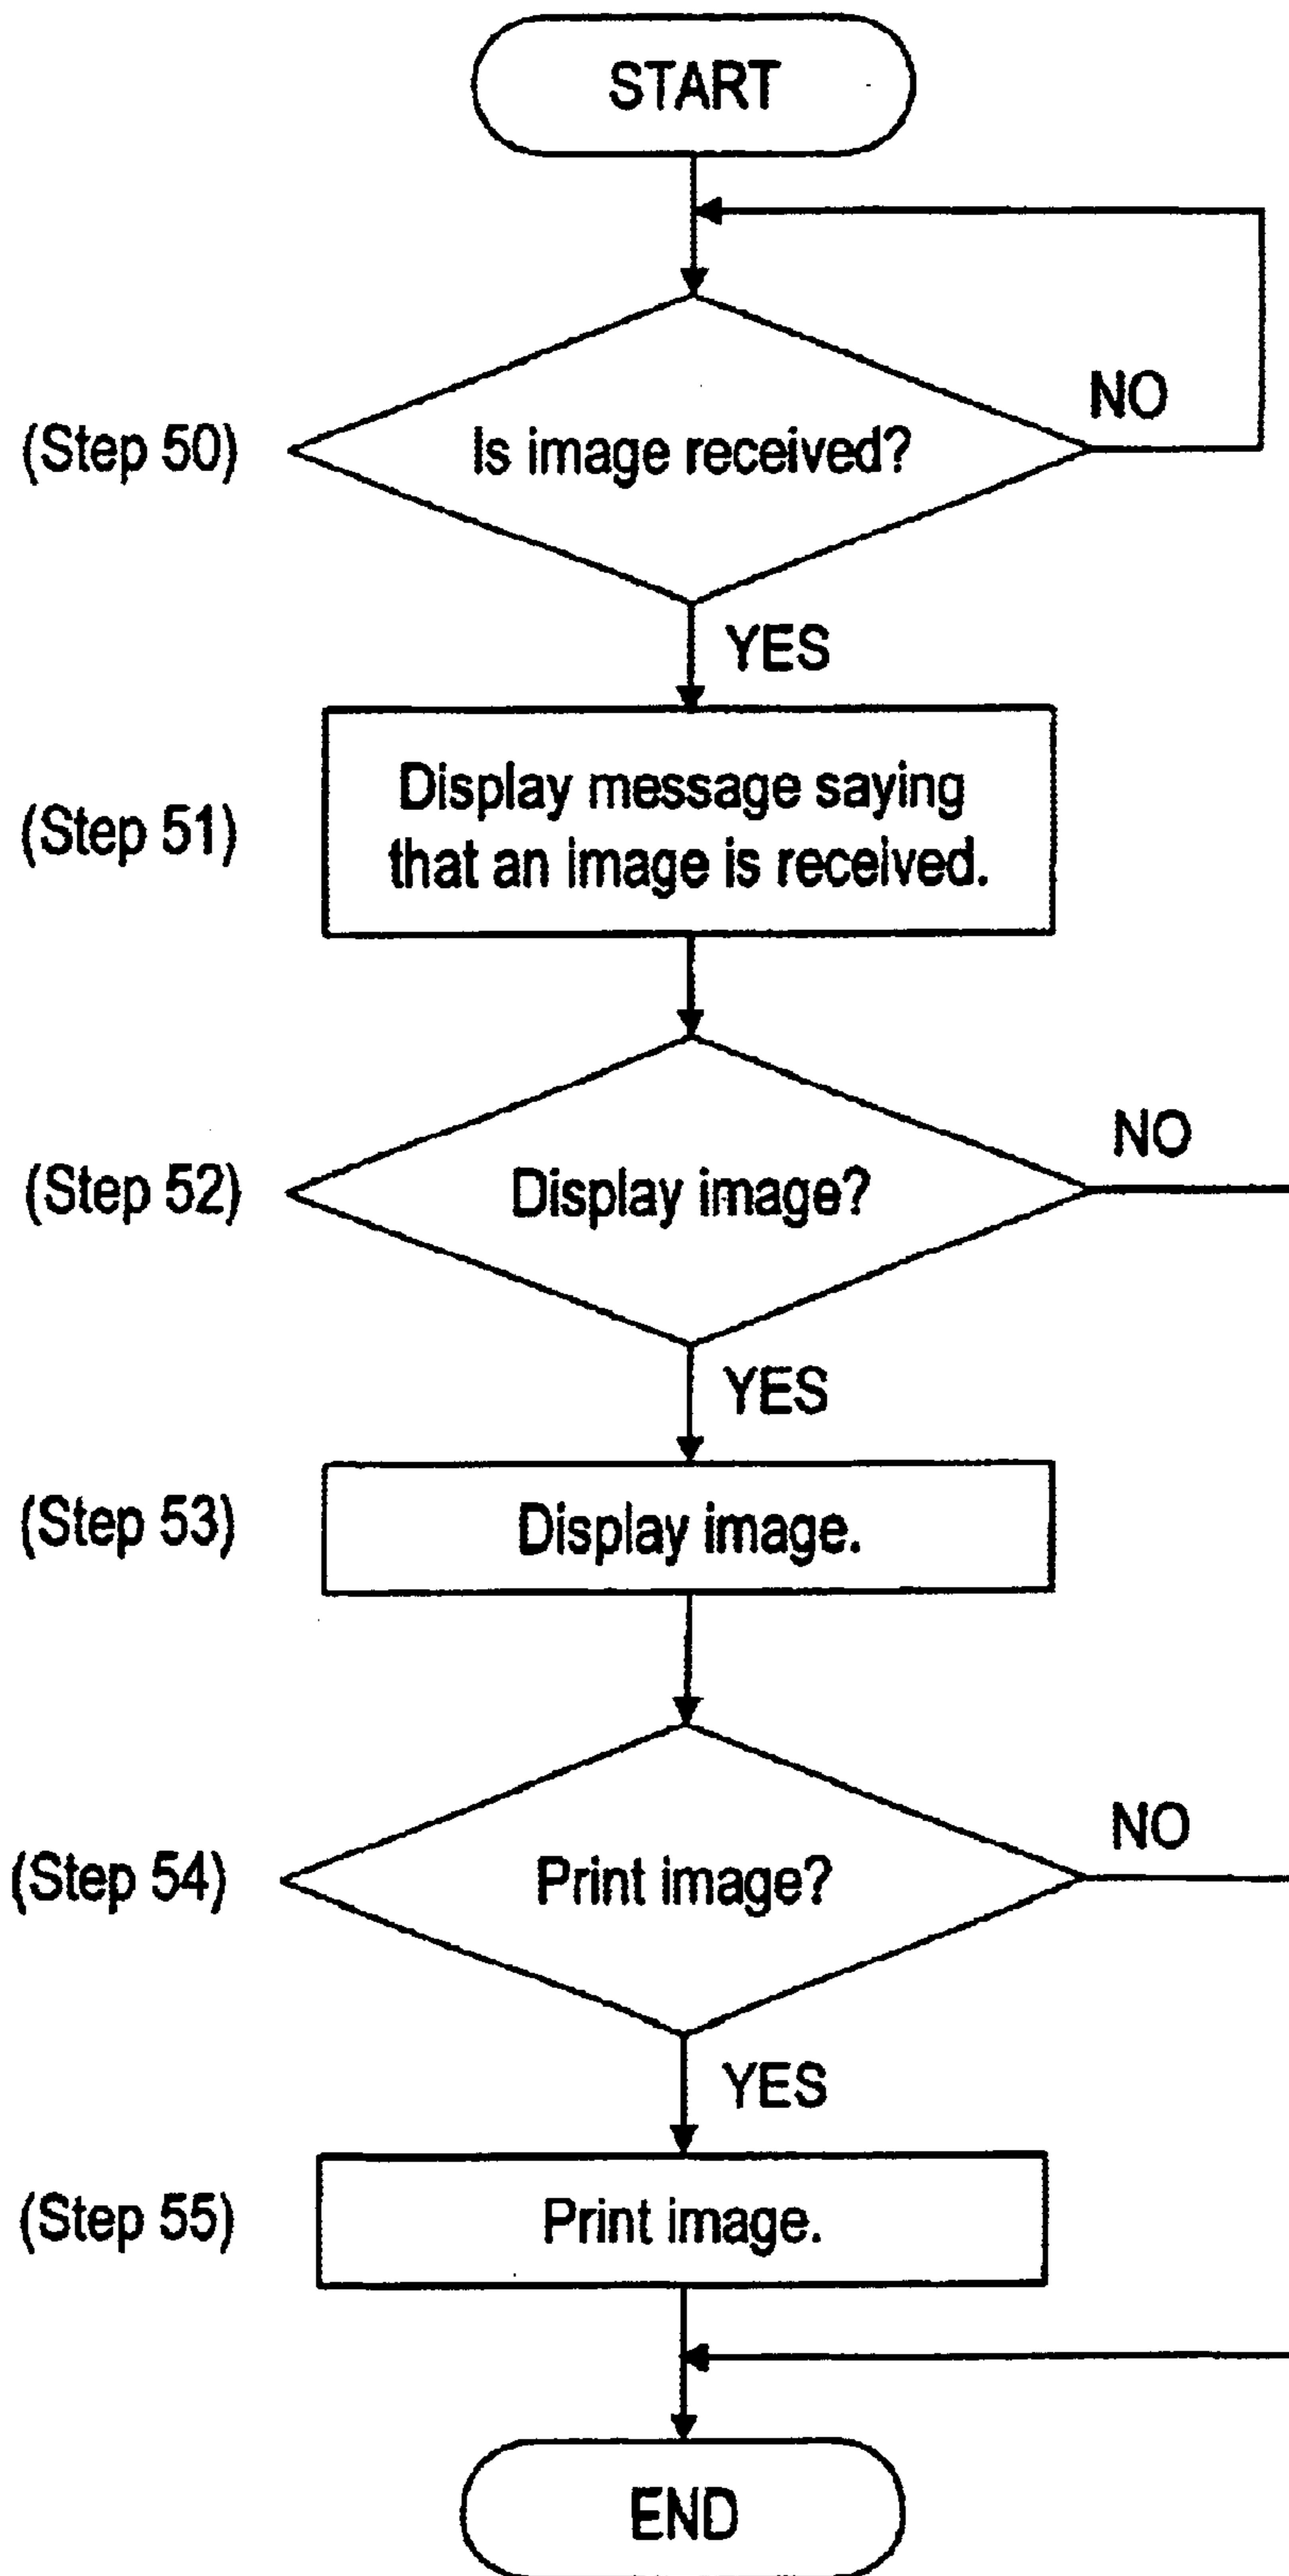 START
NO
(Step 50)
Is image received?
YES
(Step 51)
Display message saying
that an image is received.
NO
(Step 52)
Display image?
YES
(Step 53)
Display image.
NO
(Step 54)
Print image?
YES
(Step 55)
Print image.
END